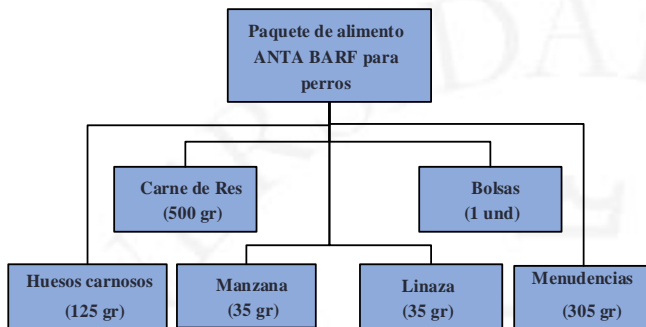 Paquete de alimento
ANTA BARF para
perros
Carne de Res
(500 gr)
Bolsas
(1 und)
Huesos carnosos
(125 gr)
Manzana
(35 gr)
Linaza
(35 gr)
Menudencias
(305 gr)